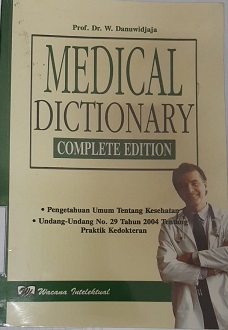 Prof. Dr. W. Danuwidjaja
MEDICAL
DICTIONARY
COMPLETE EDITION
• Pengetahuan Umum Tentang Kesehatan
• Undang-Undang No. 29 Tahun 2004 Tentang
Praktik Kedokteran
Wacana Intelektual